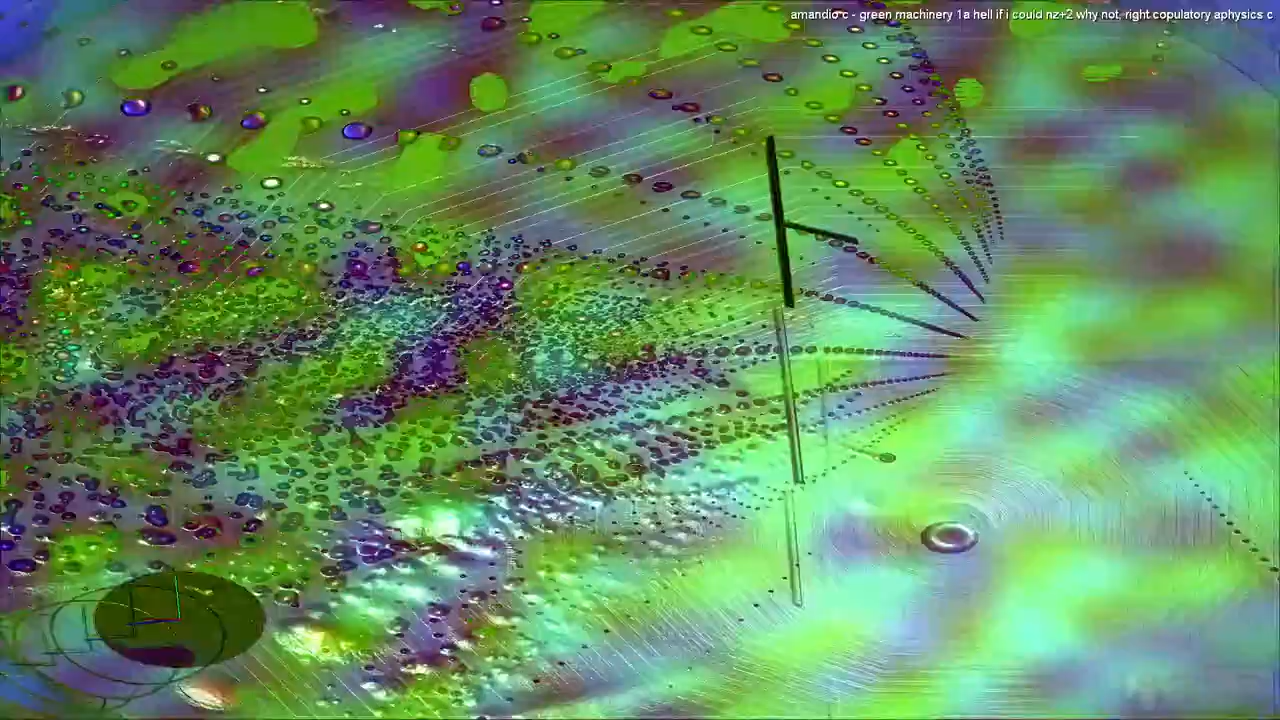 amandio c - green machinery 1a hell if i could nz+2 why not, right copulatory aphysics c